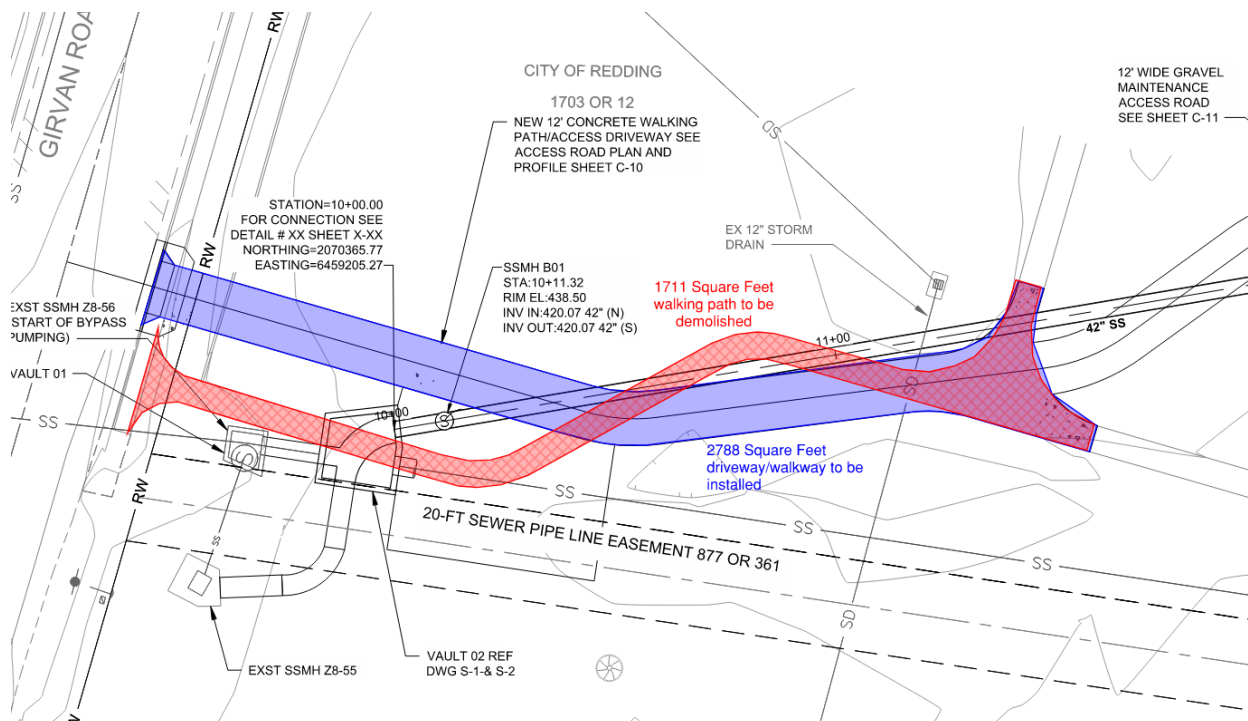 GIRVAN ROA
RW
CITY OF REDDING
1703 OR 12
NEW 12' CONCRETE WALKING
PATH/ACCESS DRIVEWAY SEE
ACCESS ROAD PLAN AND
PROFILE SHEET C-10
SD
12' WIDE GRAVEL
MAINTENANCE
ACCESS ROAD
SEE SHEET C-11
SS
RW
STATION=10+00.00
FOR CONNECTION SEE
DETAIL # XX SHEET X-XX
NORTHING=2070365.77
EASTING=6459205.27
EX 12" STORM
DRAIN
SSMH B01
STA:10+11.32
RIM EL:438.50
INV IN:420.07 42" (N)
INV OUT:420.07 42" (S)
1711 Square Feet
walking path to be
demolished
EXST SSMH Z8-56
START OF BYPASS
PUMPING)
VAULT 01
11+00
42" SS
SD
10+00
S
S
SS
2788 Square Feet
driveway/walkway to be
installed
RW
SS
SS
20-FT SEWER PIPE LINE EASEMENT 877 OR 361
SS
SS
SS
SD
EXST SSMH Z8-55
VAULT 02 REF
DWG S-1-& S-2